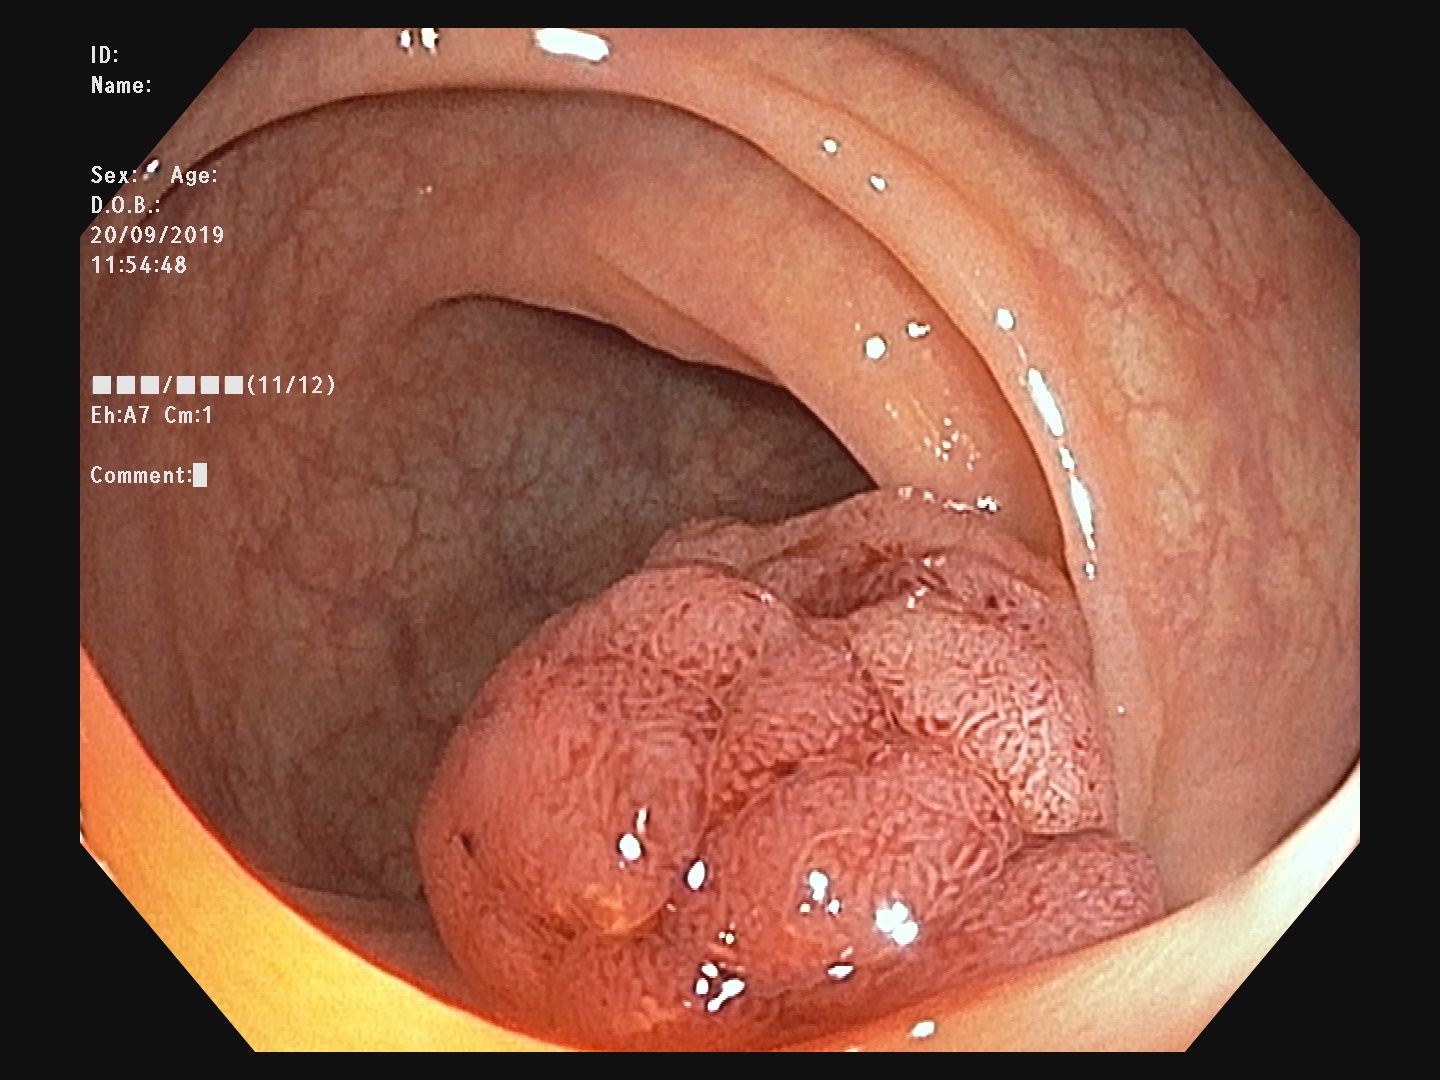 ID:
Name:
Sex: Age:
D.O.B.:
20/09/2019
11:54:48
■■■/■■■(11/12)
Eh:A7 Cm:1
Comment: